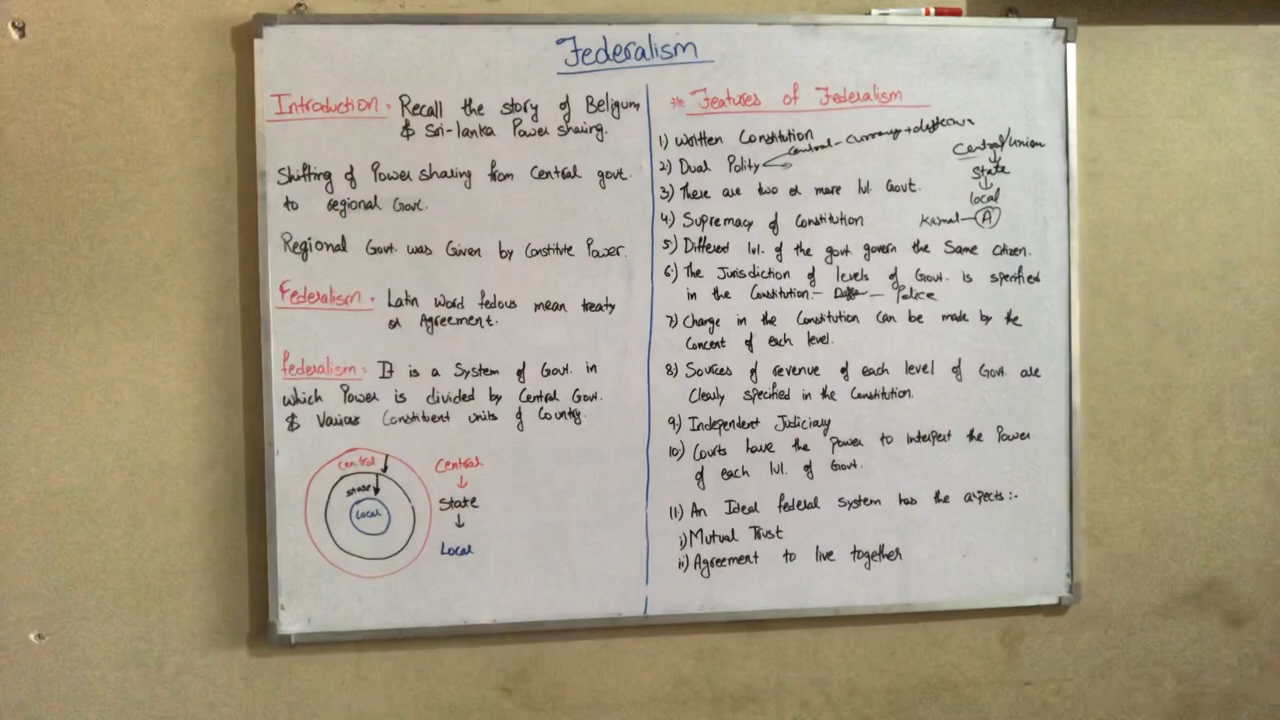 Federalism
Introduction . Recall the story of Beligum
& Sri-lanka Power sharing.
Shifting of Power sharing from Central govt.
to regional Govt.
Regional Govt. was Given by Constitute Power.
Federalism . Latin Word fedous mean treaty
or Agreement.
federalism : It is a System of Govt. in
which Power is divided by Central Govt.
& Various Constituent units of Country.
Central
state
Local
Central
↓
State
↓
Local
* Features of Federalism
1) Written Constitution
2) Dual Polity
central - currency +
3) There are two or more lvl. Govt.
4) Supremacy of Constitution
5) Differed lvl. of the govt govern the Same citizen.
6) The Jurisdiction of levels of Govt. is specified
in the Constitution. – – Police
7) Change in the Constitution Can be made by the
Concent of each level.
8) Sources of revenue of each level of Govt. are
Clearly specified in the Constitution.
9) Independent Judiciary
10) Courts have the power to interpert the Power
of each lvl. of Govt.
11) An Ideal federal system has the aspects :-
i) Mutual Trust
ii) Agreement to live together
Central/union
↓
State
↓
local
A